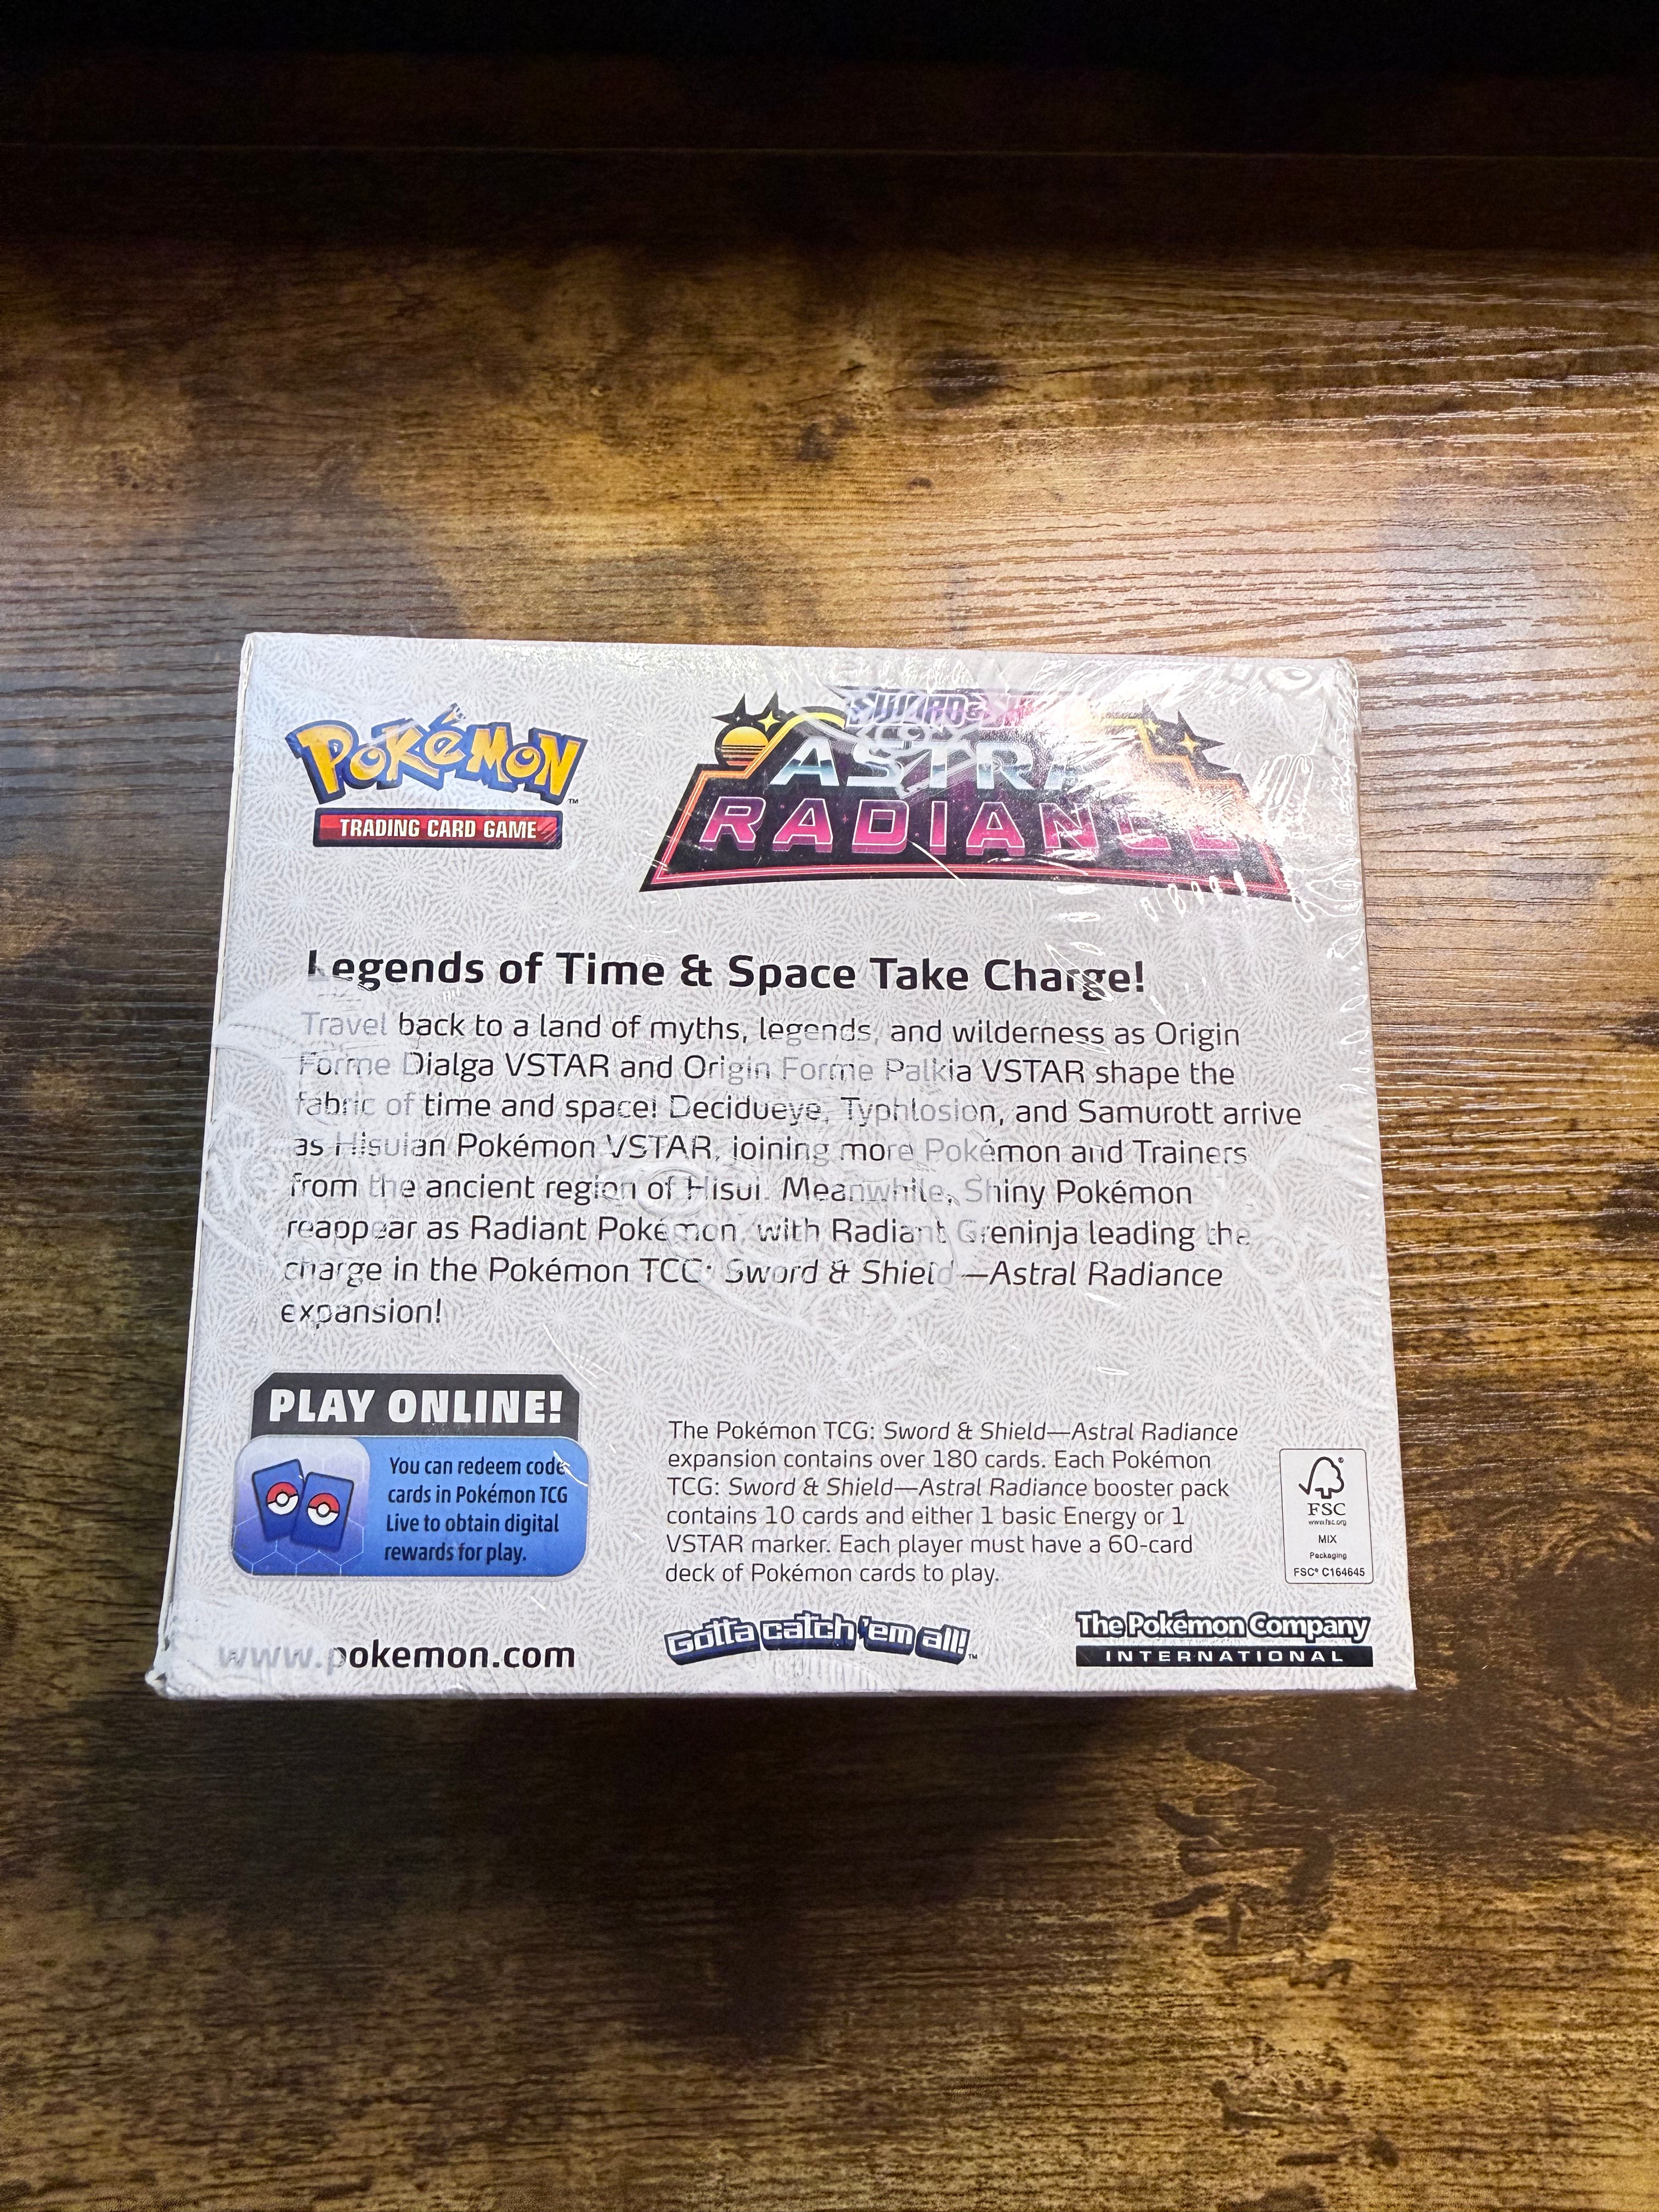 POKéMON
TM
TRADING CARD GAME
SWORD &
ASTRA
RADIANCE
Legends of Time & Space Take Charge!
Travel back to a land of myths, legends, and wilderness as Origin
Forme Dialga VSTAR and Origin Forme Palkia VSTAR shape the
fabric of time and space! Decidueye, Typhlosion, and Samurott arrive
as Hisuian Pokémon VSTAR, joining more Pokémon and Trainers
from the ancient region of Hisui. Meanwhile, Shiny Pokémon
reappear as Radiant Pokémon, with Radiant Greninja leading the
charge in the Pokémon TCG: Sword & Shield—Astral Radiance
expansion!
PLAY ONLINE!
You can redeem code
cards in Pokémon TCG
Live to obtain digital
rewards for play.
The Pokémon TCG: Sword & Shield—Astral Radiance
expansion contains over 180 cards. Each Pokémon
TCG: Sword & Shield—Astral Radiance booster pack
contains 10 cards and either 1 basic Energy or 1
VSTAR marker. Each player must have a 60-card
deck of Pokémon cards to play.
FSC
www.fsc.org
MIX
Packaging
FSC® C164645
www.pokemon.com
Gotta catch 'em all!™
The Pokémon Company
INTERNATIONAL